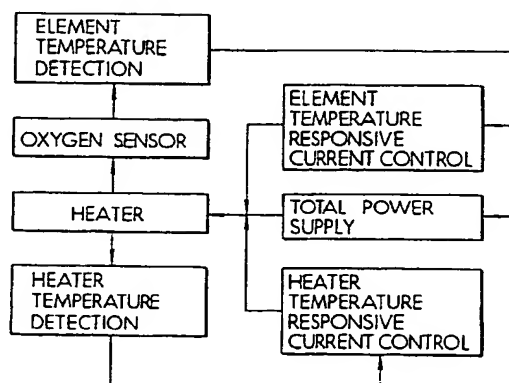 ELEMENT
TEMPERATURE
DETECTION
OXYGEN SENSOR
HEATER
HEATER
TEMPERATURE
DETECTION
ELEMENT
TEMPERATURE
RESPONSIVE
CURRENT CONTROL
TOTAL POWER
SUPPLY
HEATER
TEMPERATURE
RESPONSIVE
CURRENT CONTROL